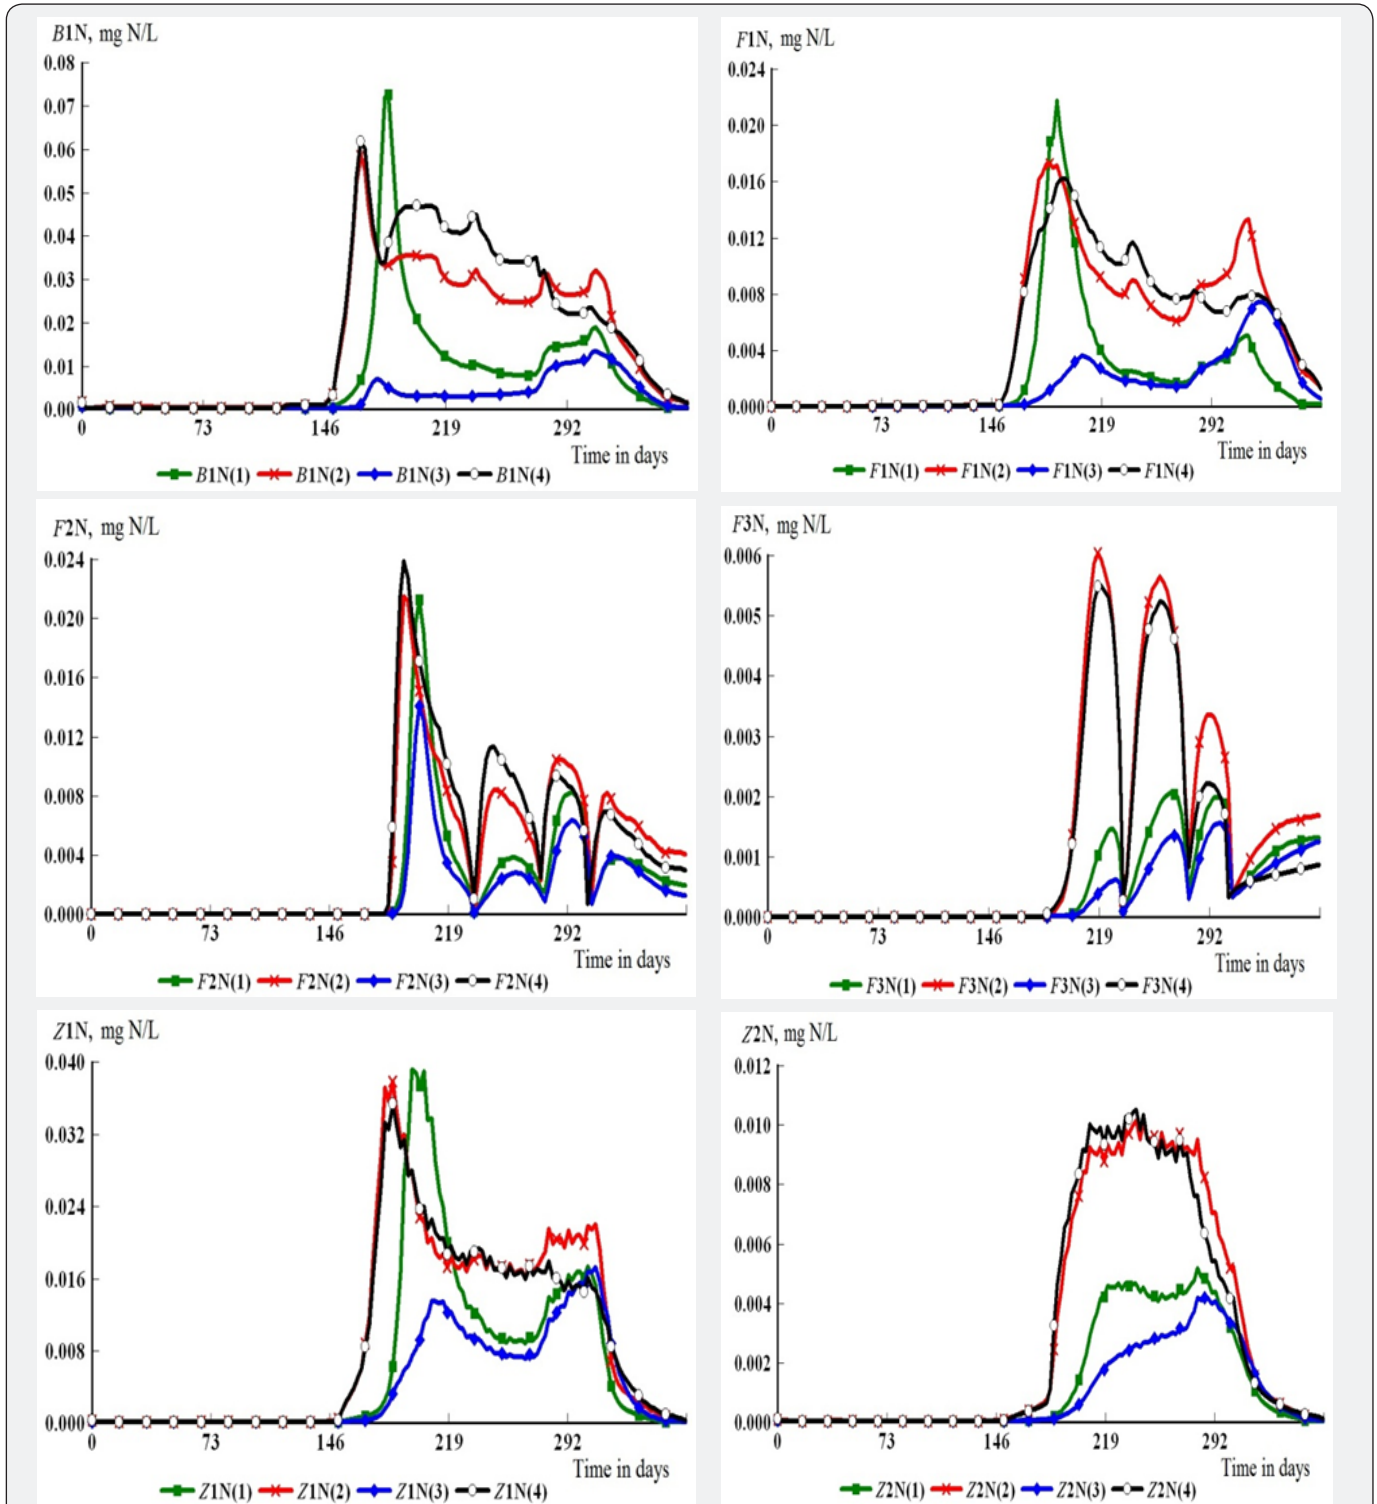 B1N, mg N/L
0.08
0.07
0.06
0.05
0.04
0.03
0.02
0.01
0.00
0 73 146 219 292
Time in days
B1N(1) B1N(2) B1N(3) B1N(4)
F1N, mg N/L
0.024
0.020
0.016
0.012
0.008
0.004
0.000
0 73 146 219 292
Time in days
F1N(1) F1N(2) F1N(3) F1N(4)
F2N, mg N/L
0.024
0.020
0.016
0.012
0.008
0.004
0.000
0 73 146 219 292
Time in days
F2N(1) F2N(2) F2N(3) F2N(4)
F3N, mg N/L
0.006
0.005
0.004
0.003
0.002
0.001
0.000
0 73 146 219 292
Time in days
F3N(1) F3N(2) F3N(3) F3N(4)
Z1N, mg N/L
0.040
0.032
0.024
0.016
0.008
0.000
0 73 146 219 292
Time in days
Z1N(1) Z1N(2) Z1N(3) Z1N(4)
Z2N, mg N/L
0.012
0.010
0.008
0.006
0.004
0.002
0.000
0 73 146 219 292
Time in days
Z2N(1) Z2N(2) Z2N(3) Z2N(4)